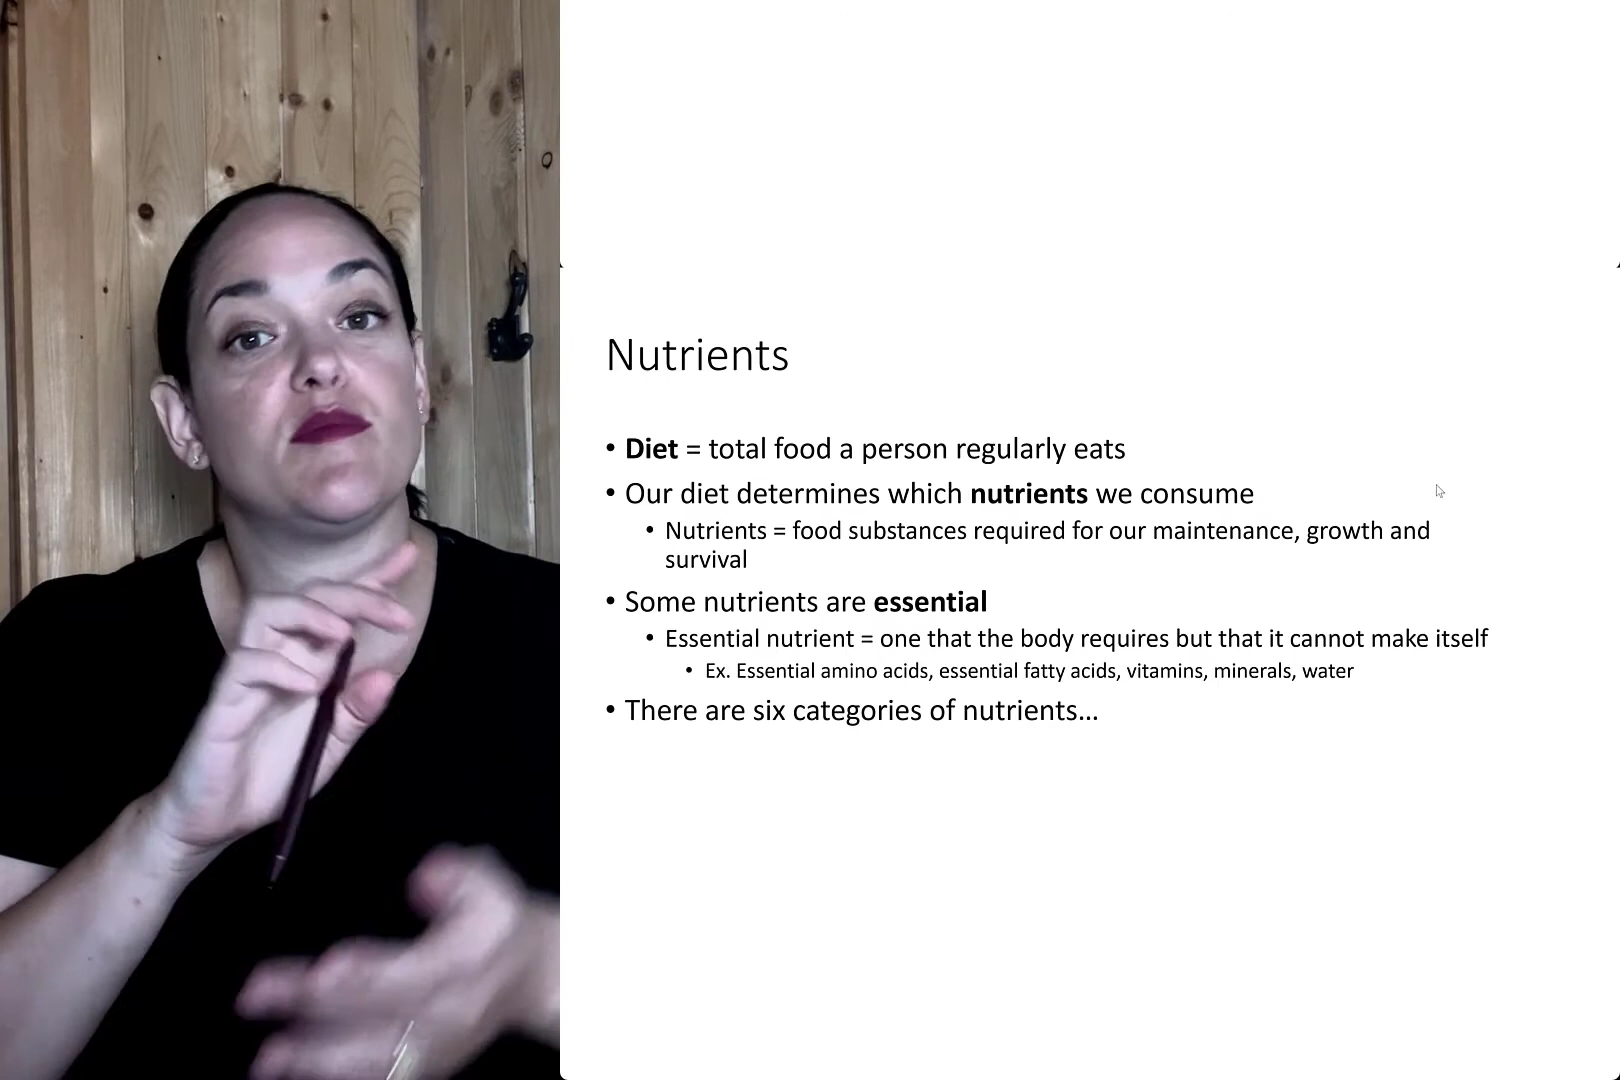 Nutrients
• Diet = total food a person regularly eats
• Our diet determines which nutrients we consume
• Nutrients = food substances required for our maintenance, growth and
survival
• Some nutrients are essential
• Essential nutrient = one that the body requires but that it cannot make itself
• Ex. Essential amino acids, essential fatty acids, vitamins, minerals, water
• There are six categories of nutrients...